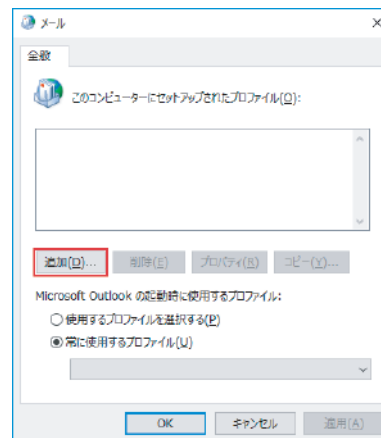 メール
全般
このコンピューターにセットアップされたプロファイル(O):
追加(D)... 削除(E) プロパティ(R) コピー(Y)...
Microsoft Outlook の起動時に使用するプロファイル:
使用するプロファイルを選択する(P)
常に使用するプロファイル(U)
OK キャンセル 適用(A)